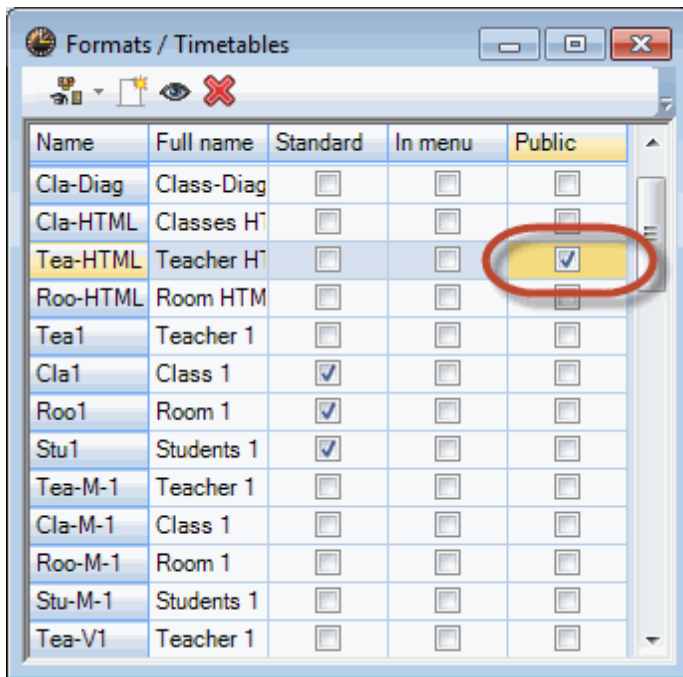 Formats / Timetables
Name Full name Standard In menu Public
Cla-Diag Class-Diag
Cla-HTML Classes HT
Tea-HTML Teacher HT
Roo-HTML Room HTM
Tea1 Teacher 1
Cla1 Class 1
Roo1 Room 1
Stu1 Students 1
Tea-M-1 Teacher 1
Cla-M-1 Class 1
Roo-M-1 Room 1
Stu-M-1 Students 1
Tea-V1 Teacher 1